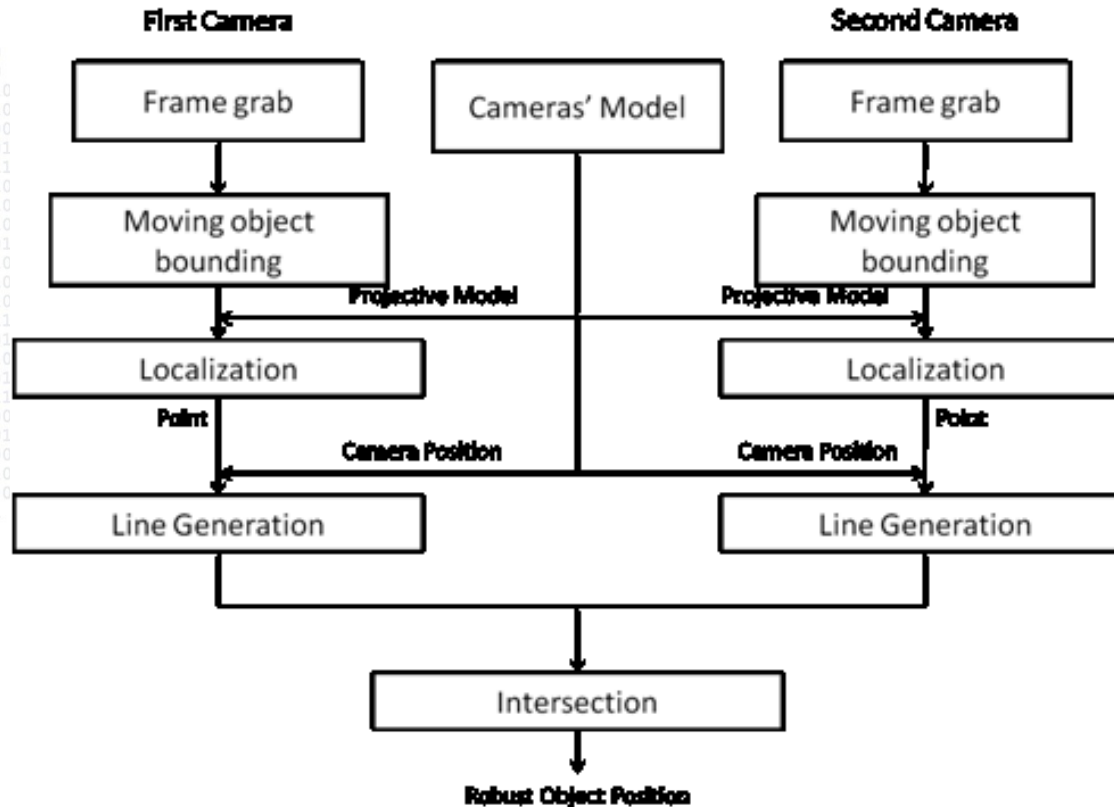 First Camera
Second Camera
Frame grab
Cameras' Model
Frame grab
Moving object
bounding
Moving object
bounding
Projective Model
Projective Model
Localization
Localization
Point
Point
Camera Position
Camera Position
Line Generation
Line Generation
Intersection
Robust Object Position